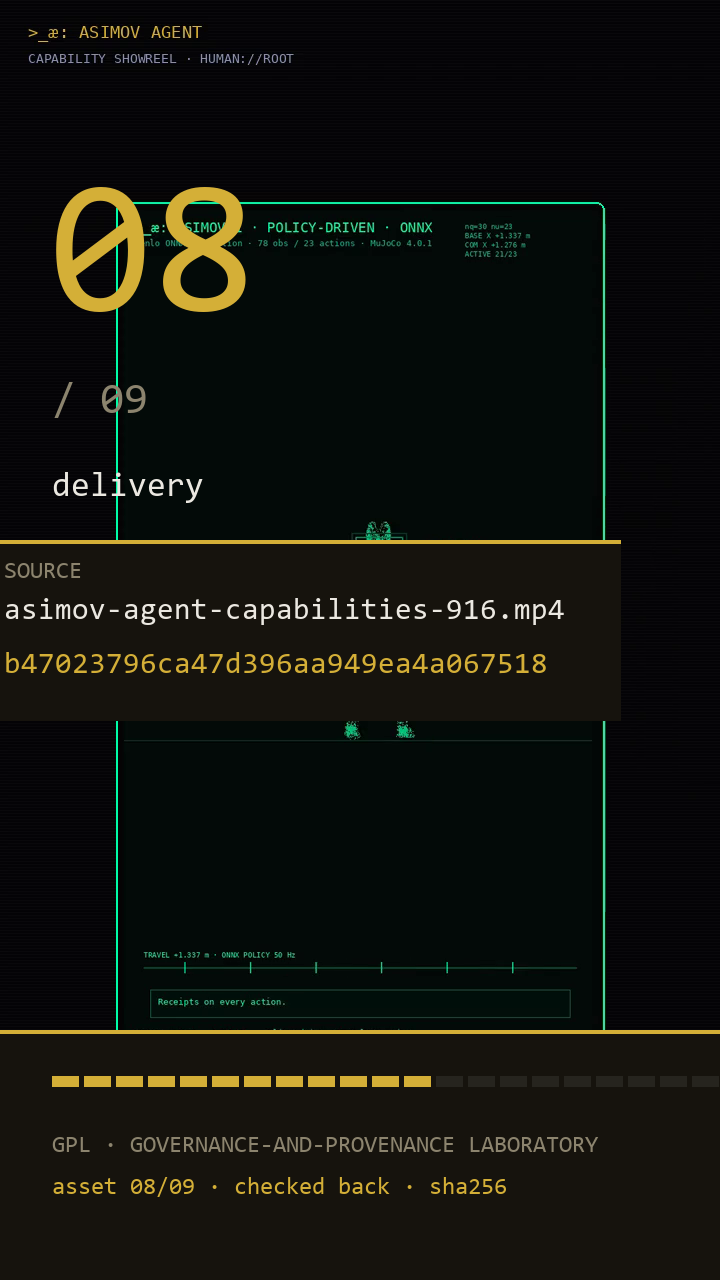 >_æ: ASIMOV AGENT
CAPABILITY SHOWREEL · HUMAN://ROOT
08
· POLICY-DRIVEN · ONNX
· 78 obs / 23 actions · MuJoCo 4.0.1
nq=30 nu=23
BASE X +1.337 m
COM X +1.276 m
ACTIVE 21/23
/ 09
delivery
SOURCE
asimov-agent-capabilities-916.mp4
b47023796ca47d396aa949ea4a067518
TRAVEL +1.337 m · ONNX POLICY 50 Hz
Receipts on every action.
GPL · GOVERNANCE-AND-PROVENANCE LABORATORY
asset 08/09 · checked back · sha256